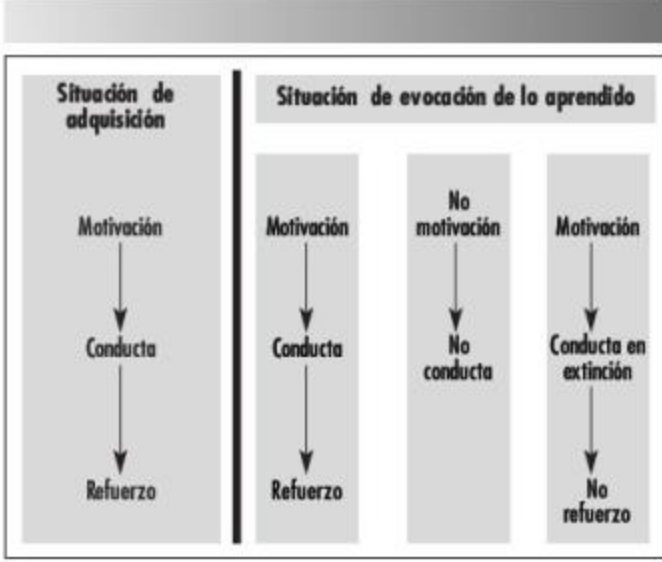 Situación de
adquisición
Motivación
Conducta
Refuerzo
Situación de evocación de lo aprendido
Motivación
Conducta
Refuerzo
No
motivación
No
conducta
Motivación
Conducta en
extinción
No
refuerzo